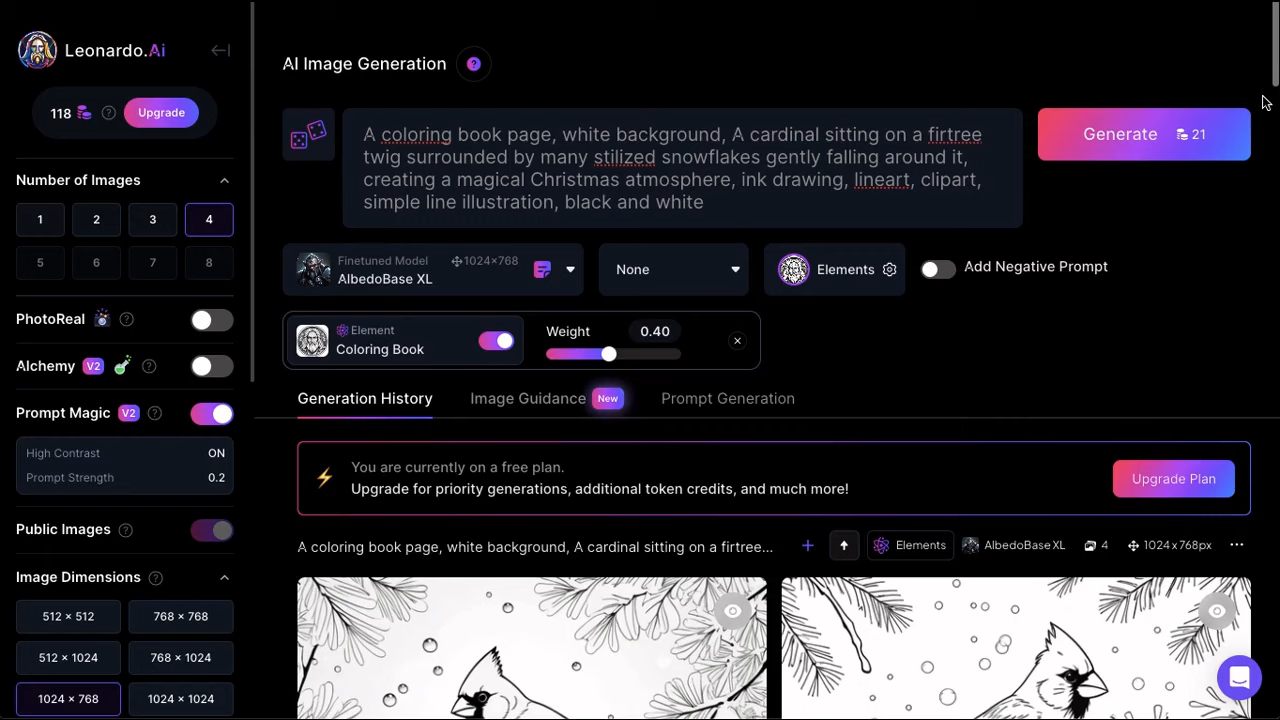 Leonardo.Ai
118
Upgrade
Number of Images
1
2
3
4
5
6
7
8
PhotoReal
Alchemy V2
Prompt Magic V2
High Contrast ON
Prompt Strength 0.2
Public Images
Image Dimensions
512 × 512
768 × 768
512 × 1024
768 × 1024
1024 × 768
1024 × 1024
AI Image Generation ?
A coloring book page, white background, A cardinal sitting on a firtree
twig surrounded by many stilized snowflakes gently falling around it,
creating a magical Christmas atmosphere, ink drawing, lineart, clipart,
simple line illustration, black and white
Generate 21
Finetuned Model 1024×768
AlbedoBase XL
None
Elements
Add Negative Prompt
Element
Coloring Book
Weight 0.40
Generation History
Image Guidance New
Prompt Generation
You are currently on a free plan.
Upgrade for priority generations, additional token credits, and much more!
Upgrade Plan
A coloring book page, white background, A cardinal sitting on a firtree...
Elements
AlbedoBase XL
4
1024 x 768px